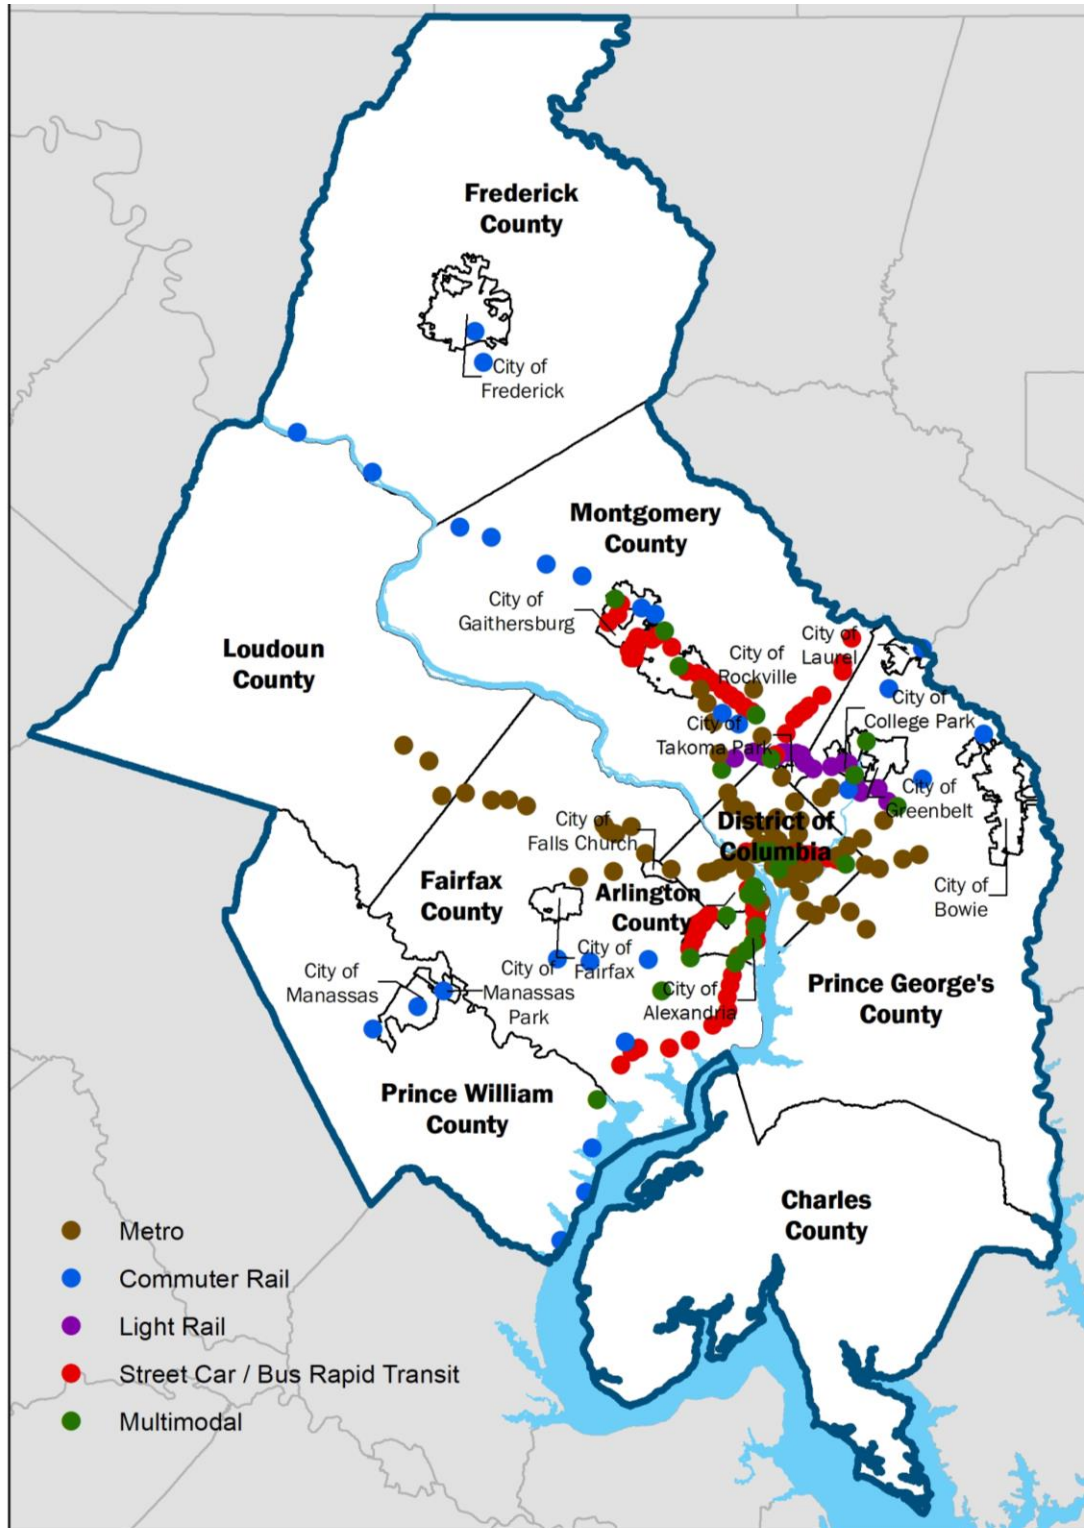 Frederick
County
City of
Frederick
Montgomery
County
City of
Gaithersburg
City of
Laurel
Loudoun
County
City of
Rockville
City of
College Park
City of
Takoma Park
City of
Greenbelt
City of
Falls Church
District of
Columbia
Fairfax
County
Arlington
County
City of
Bowie
City of
Fairfax
City of
Manassas
City of
Manassas
Park
City of
Alexandria
Prince George's
County
Prince William
County
Charles
County
Metro
Commuter Rail
Light Rail
Street Car / Bus Rapid Transit
Multimodal